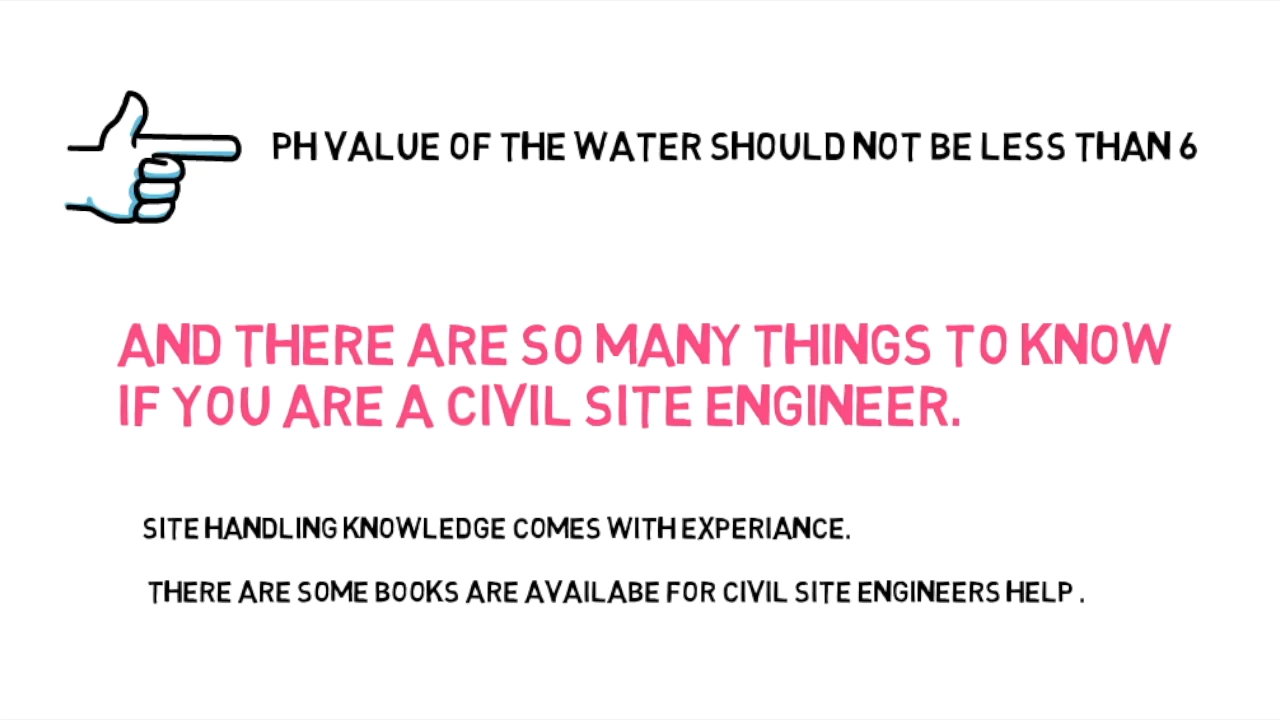 PH VALUE OF THE WATER SHOULD NOT BE LESS THAN 6
AND THERE ARE SO MANY THINGS TO KNOW
IF YOU ARE A CIVIL SITE ENGINEER.
SITE HANDLING KNOWLEDGE COMES WITH EXPERIANCE.
THERE ARE SOME BOOKS ARE AVAILABE FOR CIVIL SITE ENGINEERS HELP .